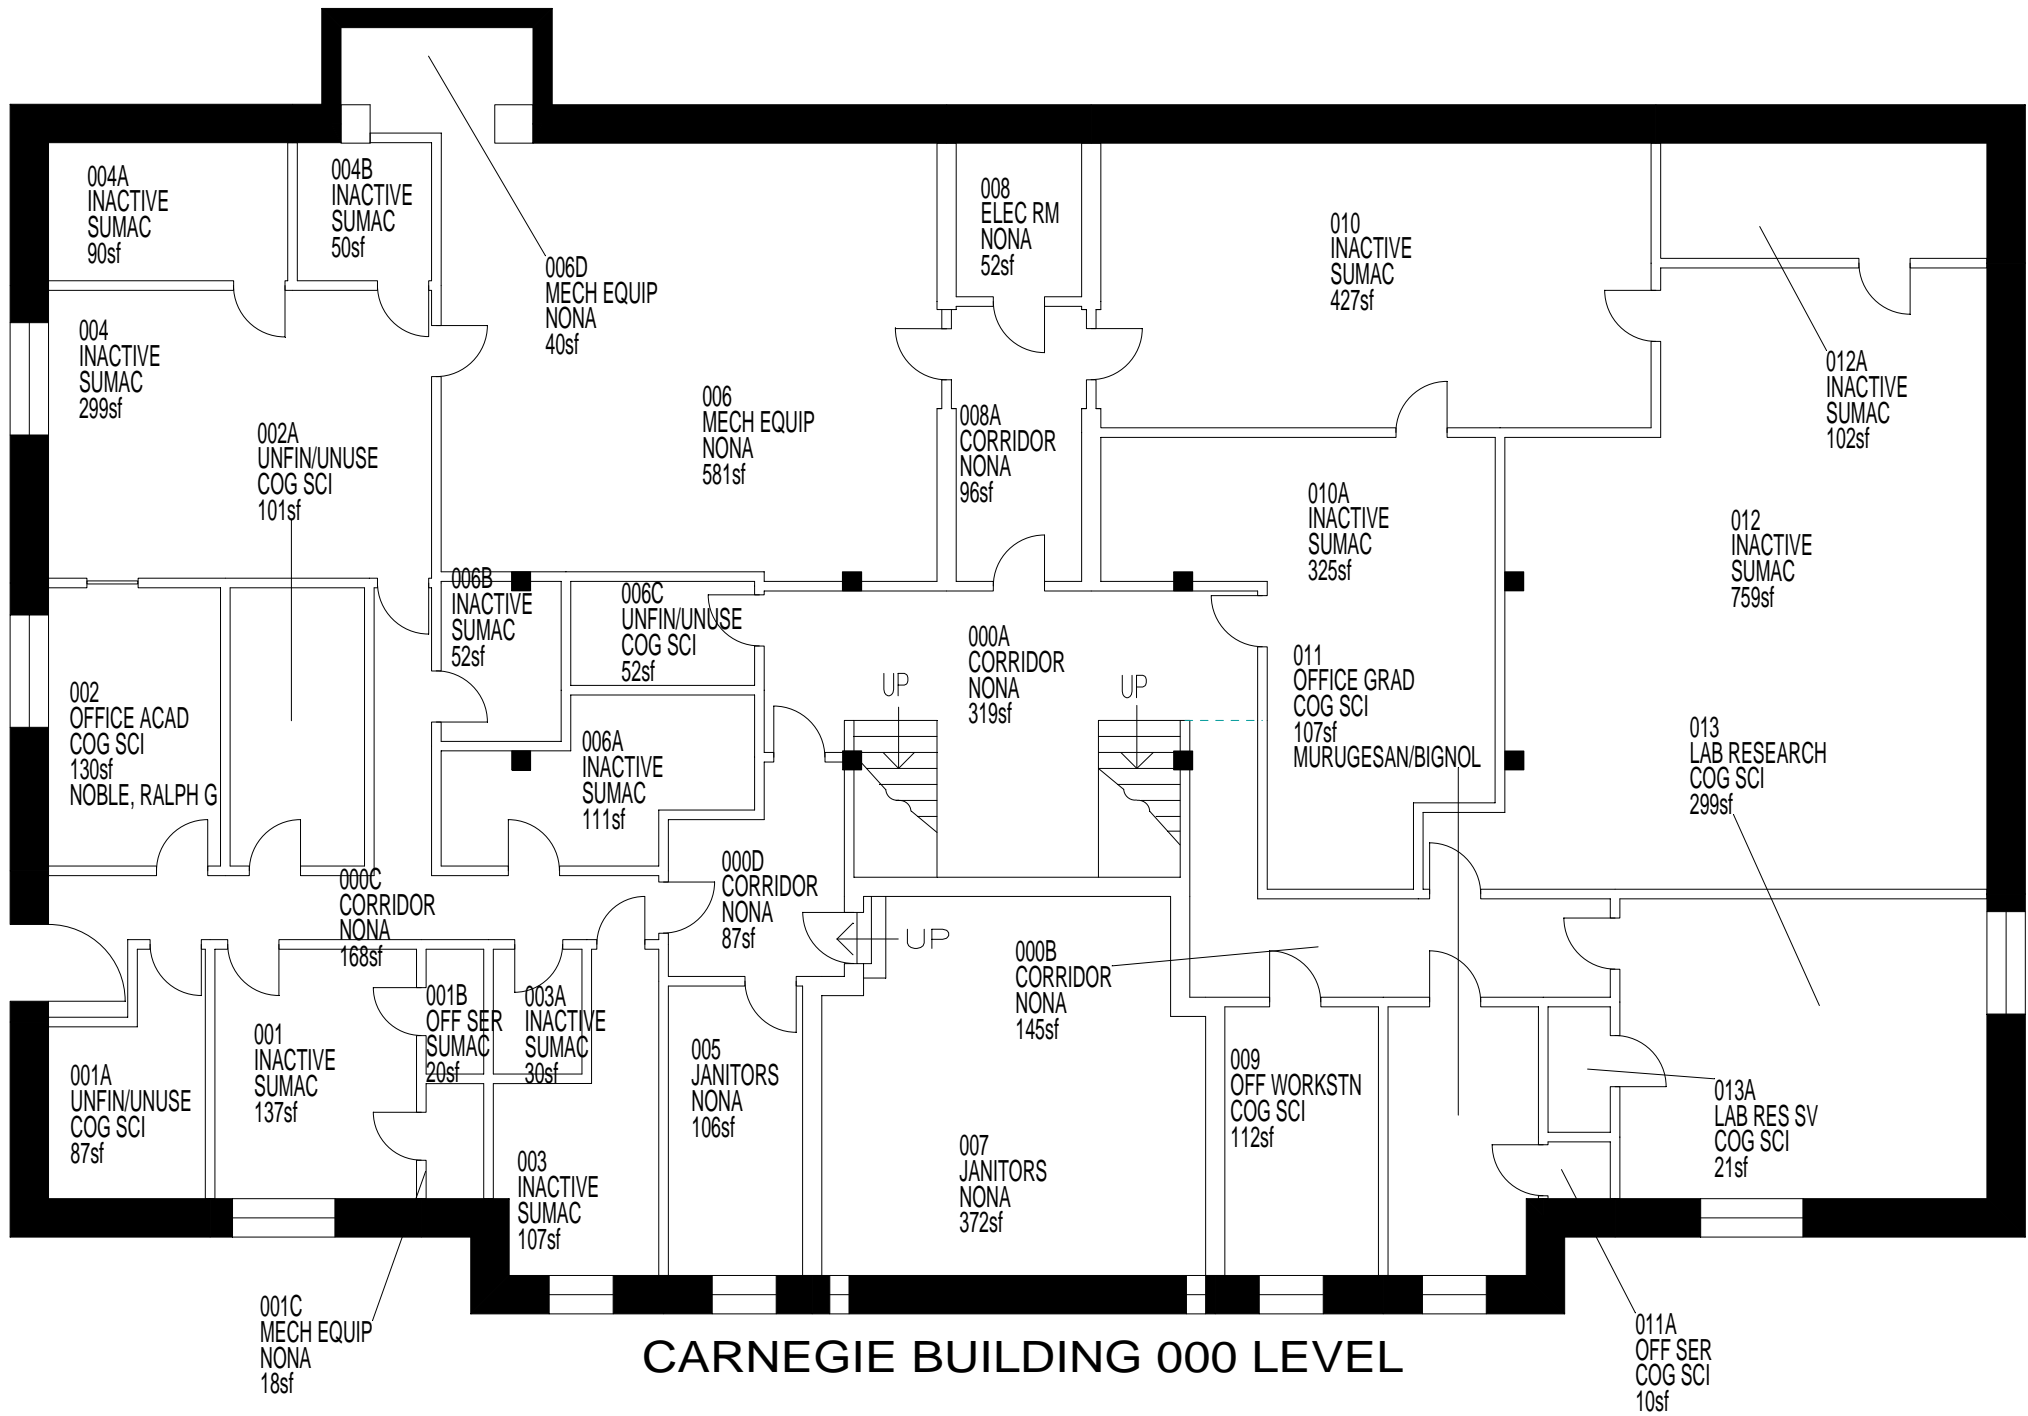 004A
INACTIVE
SUMAC
90sf
004B
INACTIVE
SUMAC
50sf
006D
MECH EQUIP
NONA
40sf
008
ELEC RM
NONA
52sf
010
INACTIVE
SUMAC
427sf
012A
INACTIVE
SUMAC
102sf
004
INACTIVE
SUMAC
299sf
002A
UNFIN/UNUSE
COG SCI
101sf
006
MECH EQUIP
NONA
581sf
008A
CORRIDOR
NONA
96sf
010A
INACTIVE
SUMAC
325sf
012
INACTIVE
SUMAC
759sf
006B
INACTIVE
SUMAC
52sf
006C
UNFIN/UNUSE
COG SCI
52sf
000A
CORRIDOR
NONA
319sf
UP
UP
011
OFFICE GRAD
COG SCI
107sf
MURUGESAN/BIGNOL
002
OFFICE ACAD
COG SCI
130sf
NOBLE, RALPH G
006A
INACTIVE
SUMAC
111sf
013
LAB RESEARCH
COG SCI
299sf
000C
CORRIDOR
NONA
168sf
000D
CORRIDOR
NONA
87sf
UP
000B
CORRIDOR
NONA
145sf
001A
UNFIN/UNUSE
COG SCI
87sf
001
INACTIVE
SUMAC
137sf
001B
OFF SER
SUMAC
20sf
003A
INACTIVE
SUMAC
30sf
005
JANITORS
NONA
106sf
009
OFF WORKSTN
COG SCI
112sf
013A
LAB RES SV
COG SCI
21sf
003
INACTIVE
SUMAC
107sf
007
JANITORS
NONA
372sf
001C
MECH EQUIP
NONA
18sf
011A
OFF SER
COG SCI
10sf
CARNEGIE BUILDING 000 LEVEL